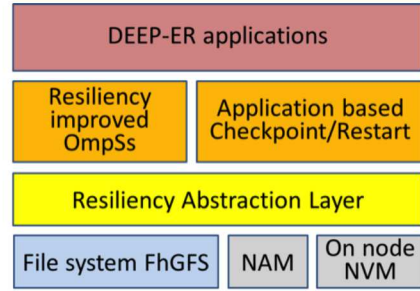 DEEP-ER applications
Resiliency
improved
OmpSs
Application based
Checkpoint/Restart
Resiliency Abstraction Layer
File system FhGFS
NAM
On node
NVM